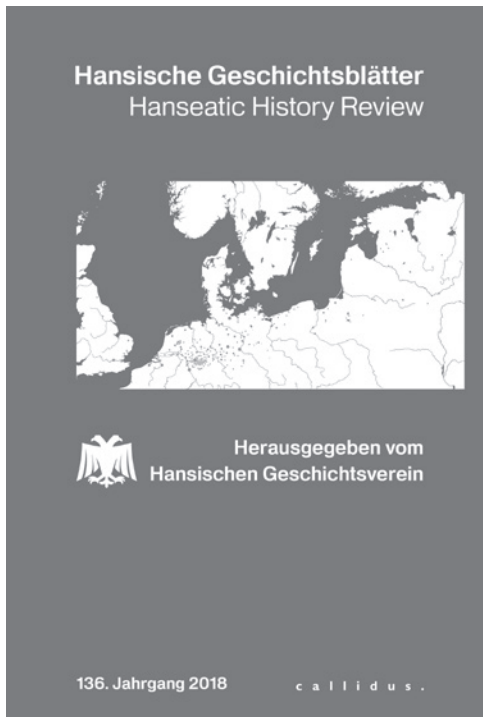 Hansische Geschichtsblätter
Hanseatic History Review
Herausgegeben vom
Hansischen Geschichtsverein
136. Jahrgang 2018
callidus.